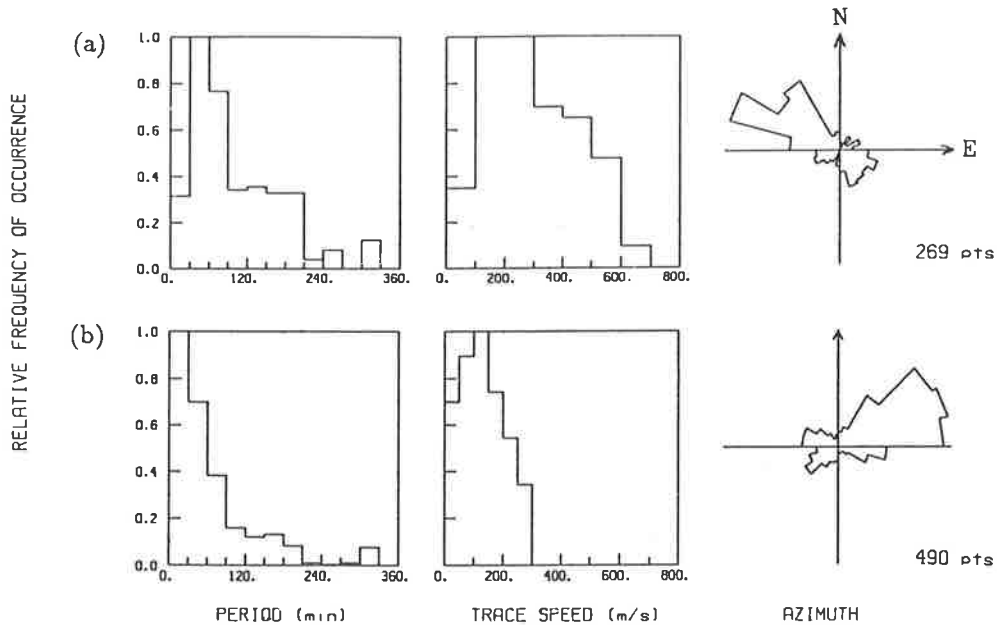 RELATIVE FREQUENCY OF OCCURRENCE
(a)
1.0
0.8
0.6
0.4
0.2
0.0
0. 120. 240. 360.
0. 200. 400. 600. 800.
N
E
269 pts
(b)
1.0
0.8
0.6
0.4
0.2
0.0
0. 120. 240. 360.
0. 200. 400. 600. 800.
490 pts
PERIOD (min)
TRACE SPEED (m/s)
AZIMUTH